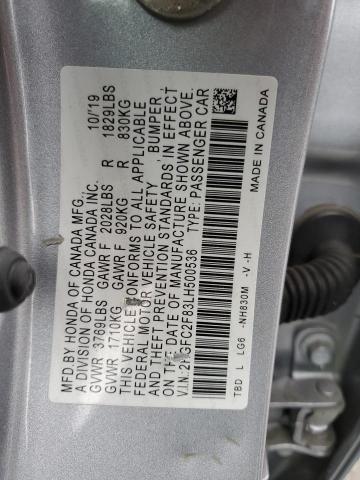 MFD.BY HONDA OF CANADA MFG.,
A DIVISION OF HONDA CANADA INC. 10/'19
GVWR 3769LBS GAWR F 2028LBS R 1829LBS
GVWR 1710KG GAWR F 920KG R 830KG
THIS VEHICLE CONFORMS TO ALL APPLICABLE
FEDERAL MOTOR VEHICLE SAFETY , BUMPER ,
AND THEFT PREVENTION STANDARDS IN EFFECT
ON THE DATE OF MANUFACTURE SHOWN ABOVE.
V.I.N: 2HGFC2F83LH500536 TYPE: PASSENGER CAR
TBD L LG6 -NH830M - V -H
MADE IN CANADA